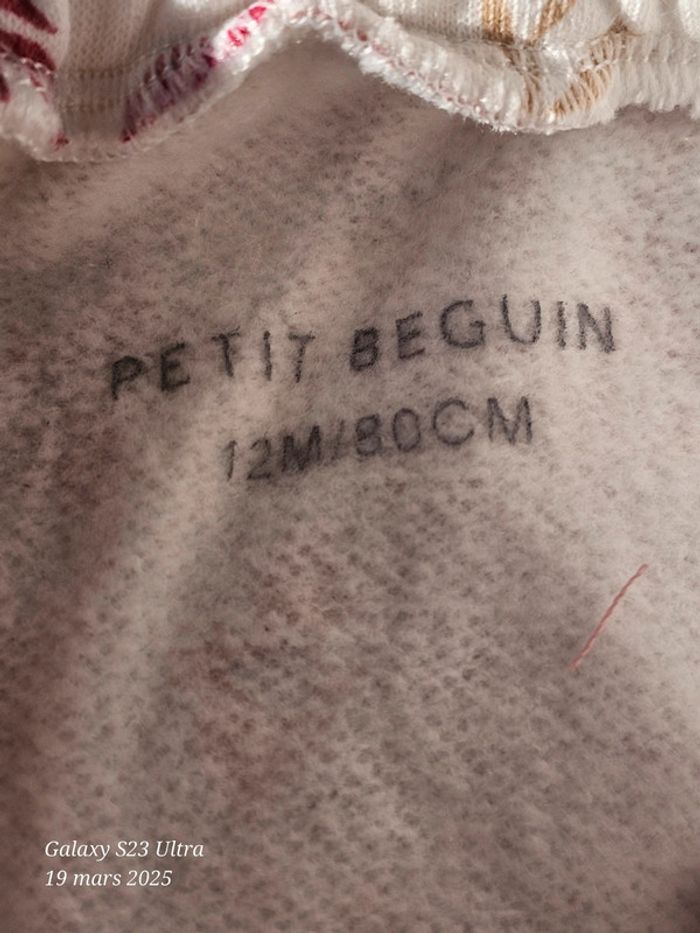 PETIT BEGUIN
12M/80CM
Galaxy S23 Ultra
19 mars 2025